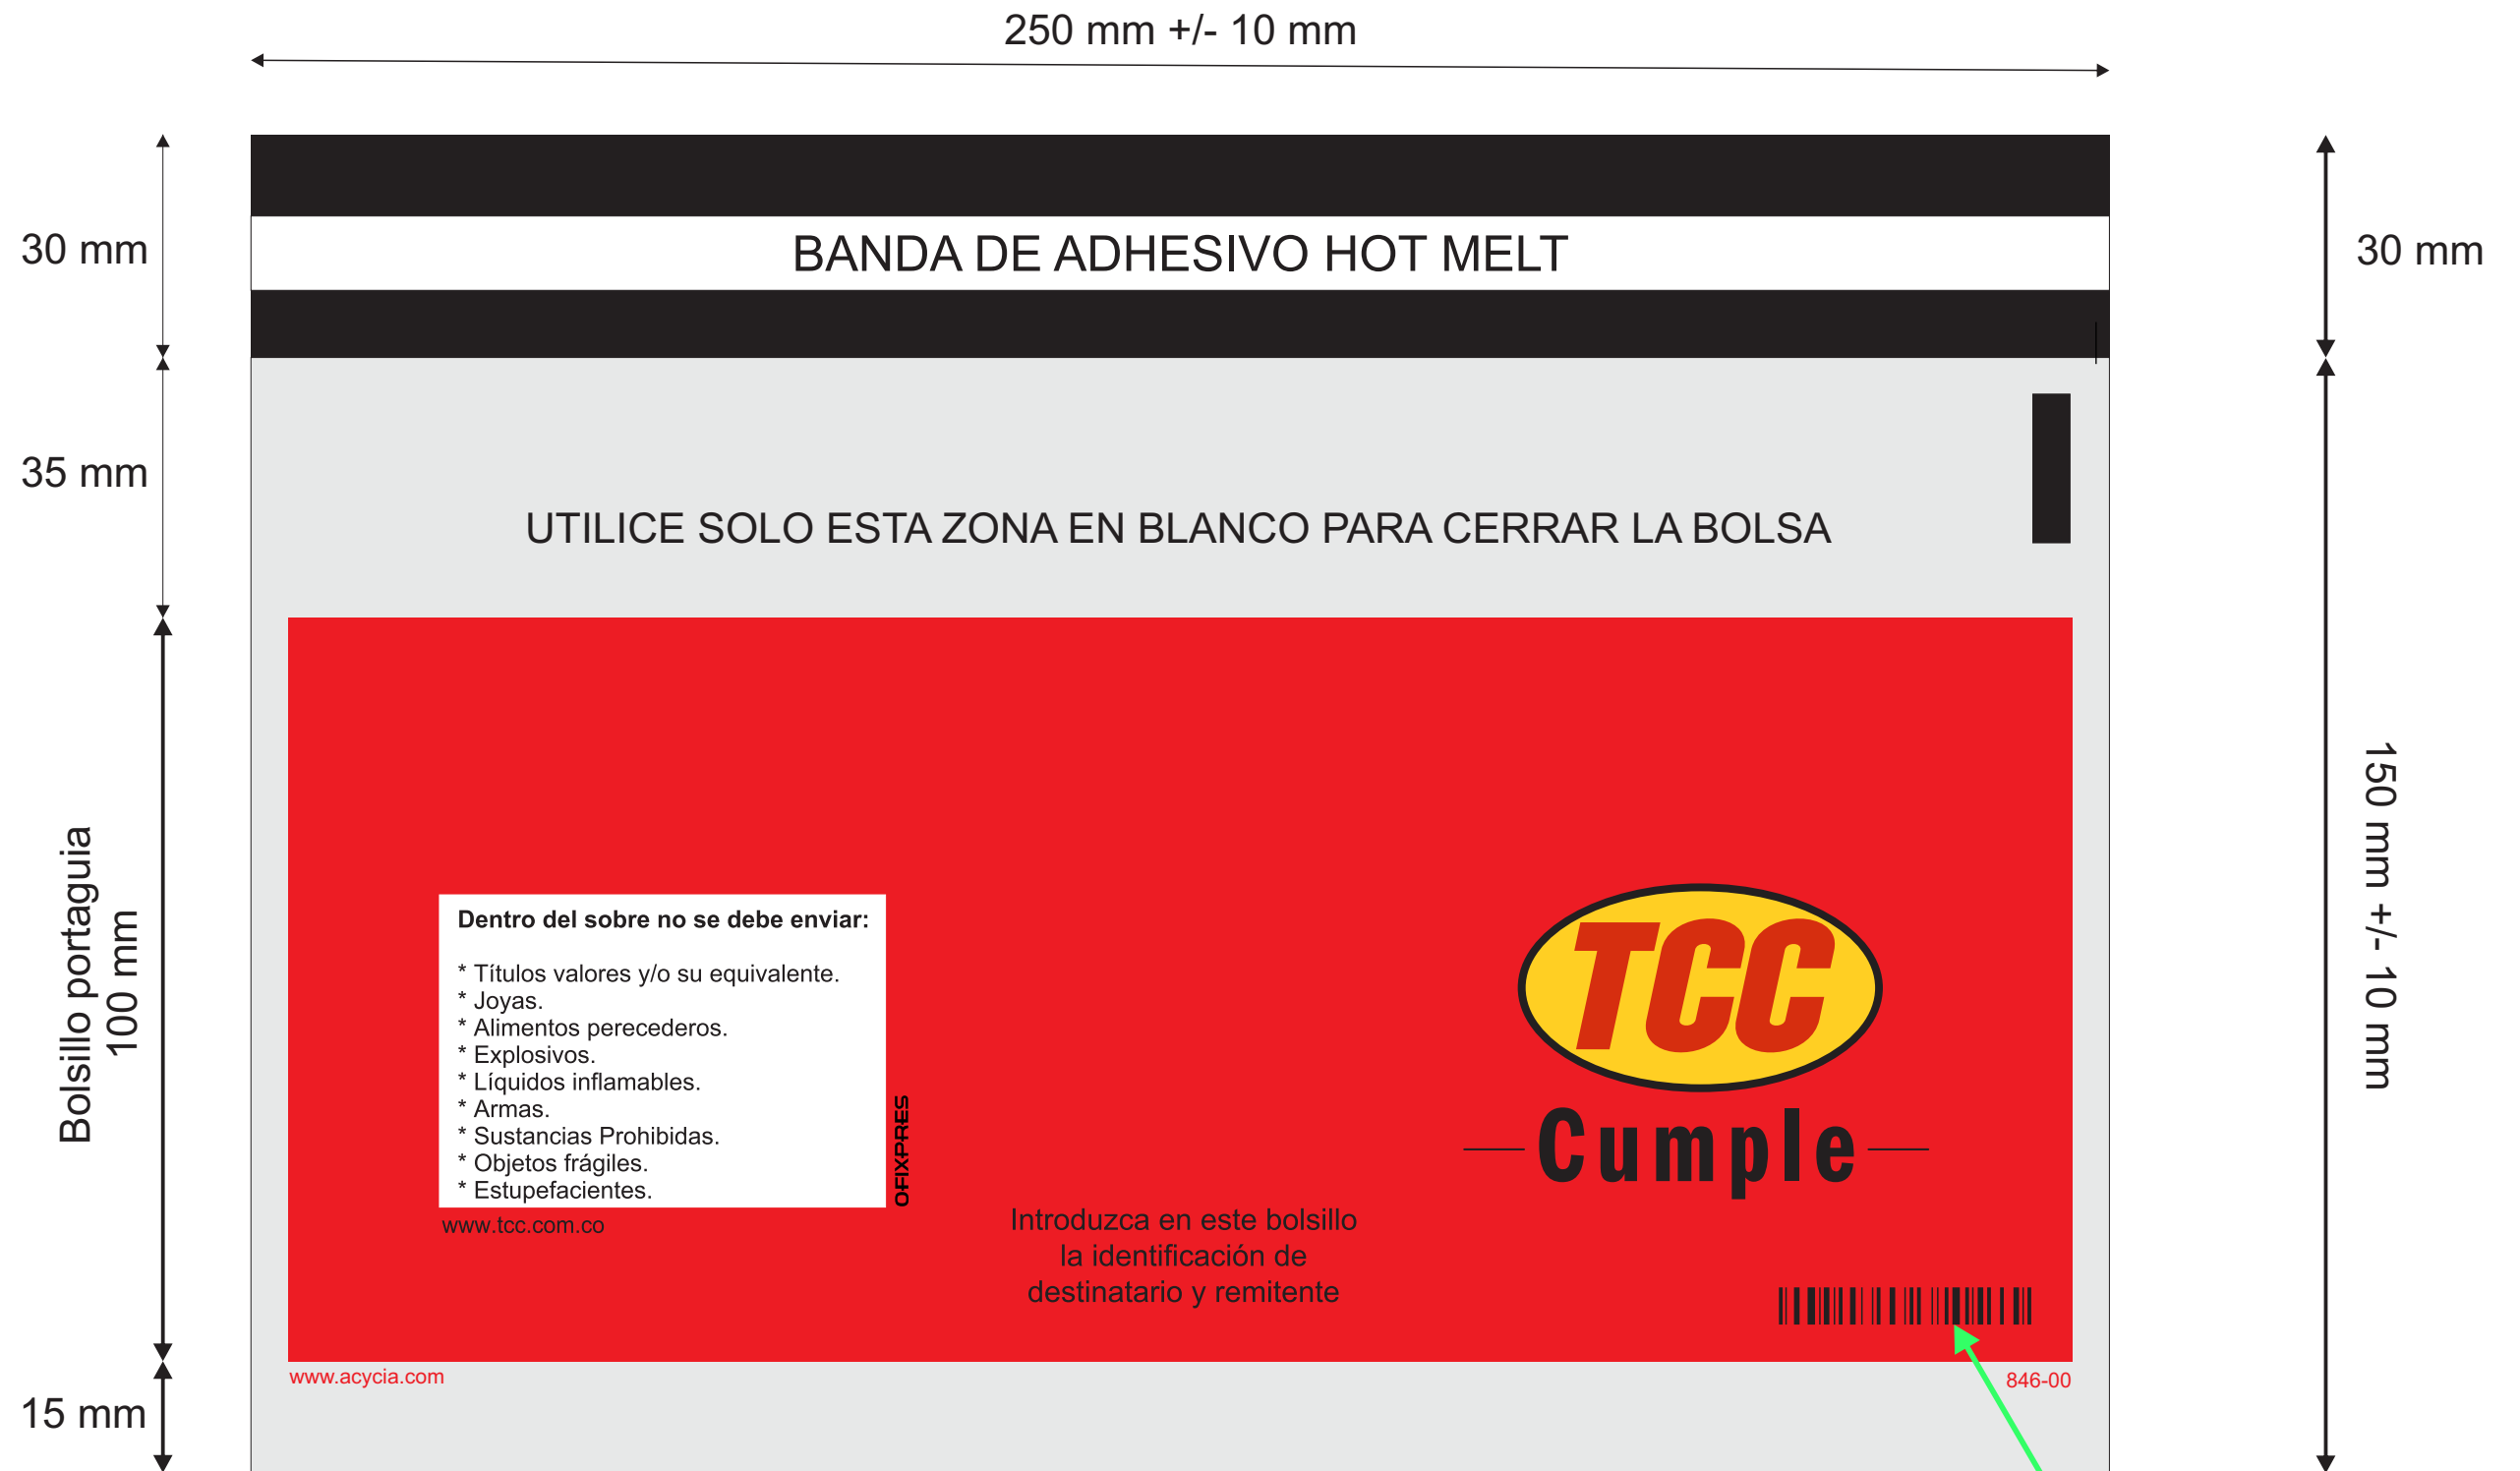 250 mm +/- 10 mm
30 mm
BANDA DE ADHESIVO HOT MELT
30 mm
35 mm
UTILICE SOLO ESTA ZONA EN BLANCO PARA CERRAR LA BOLSA
Bolsillo portaguia
100 mm
150 mm +/- 10 mm
Dentro del sobre no se debe enviar:
* Títulos valores y/o su equivalente.
* Joyas.
* Alimentos perecederos.
* Explosivos.
* Líquidos inflamables.
* Armas.
* Sustancias Prohibidas.
* Objetos frágiles.
* Estupefacientes.
OFIXPRES
www.tcc.com.co
TCC
Cumple
Introduzca en este bolsillo
la identificación de
destinatario y remitente
www.acycia.com
846-00
15 mm